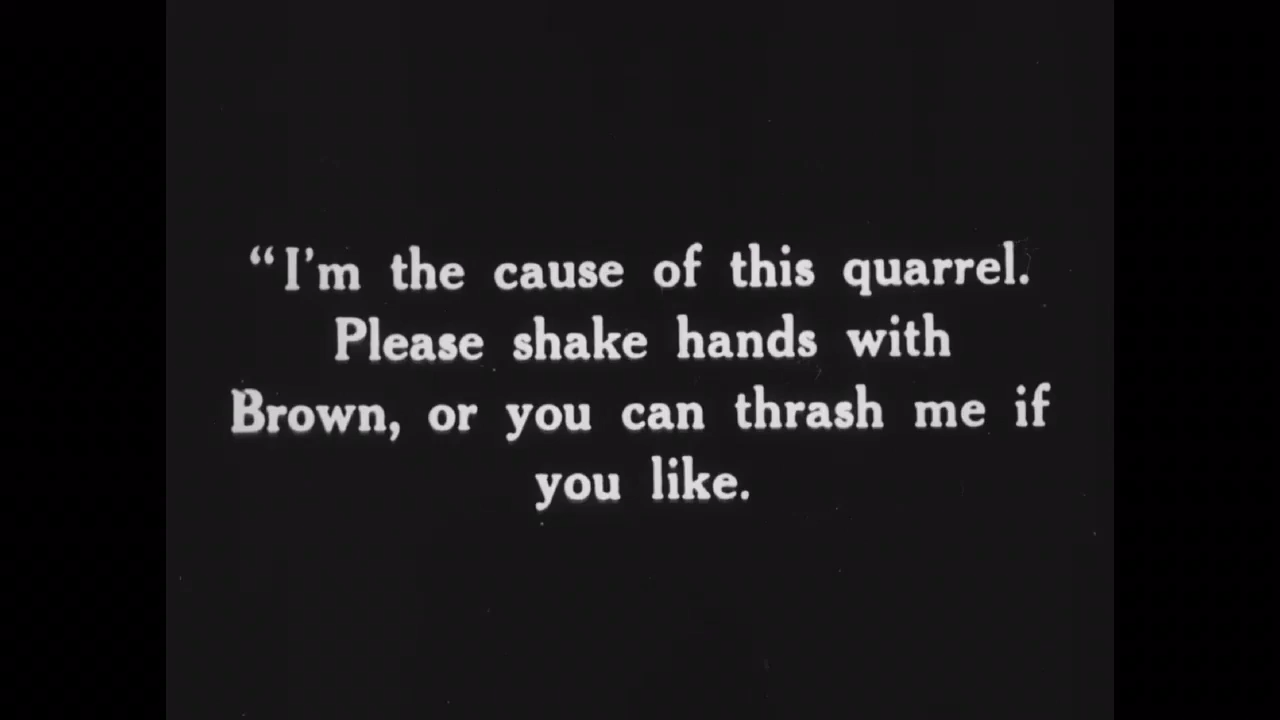 “I’m the cause of this quarrel.
Please shake hands with
Brown, or you can thrash me if
you like.